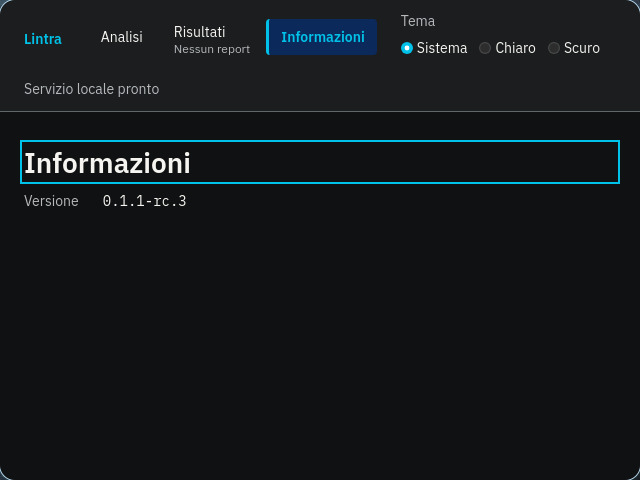 Lintra
Analisi
Risultati
Nessun report
Informazioni
Tema
Sistema
Chiaro
Scuro
Servizio locale pronto
Informazioni
Versione 0.1.1-rc.3